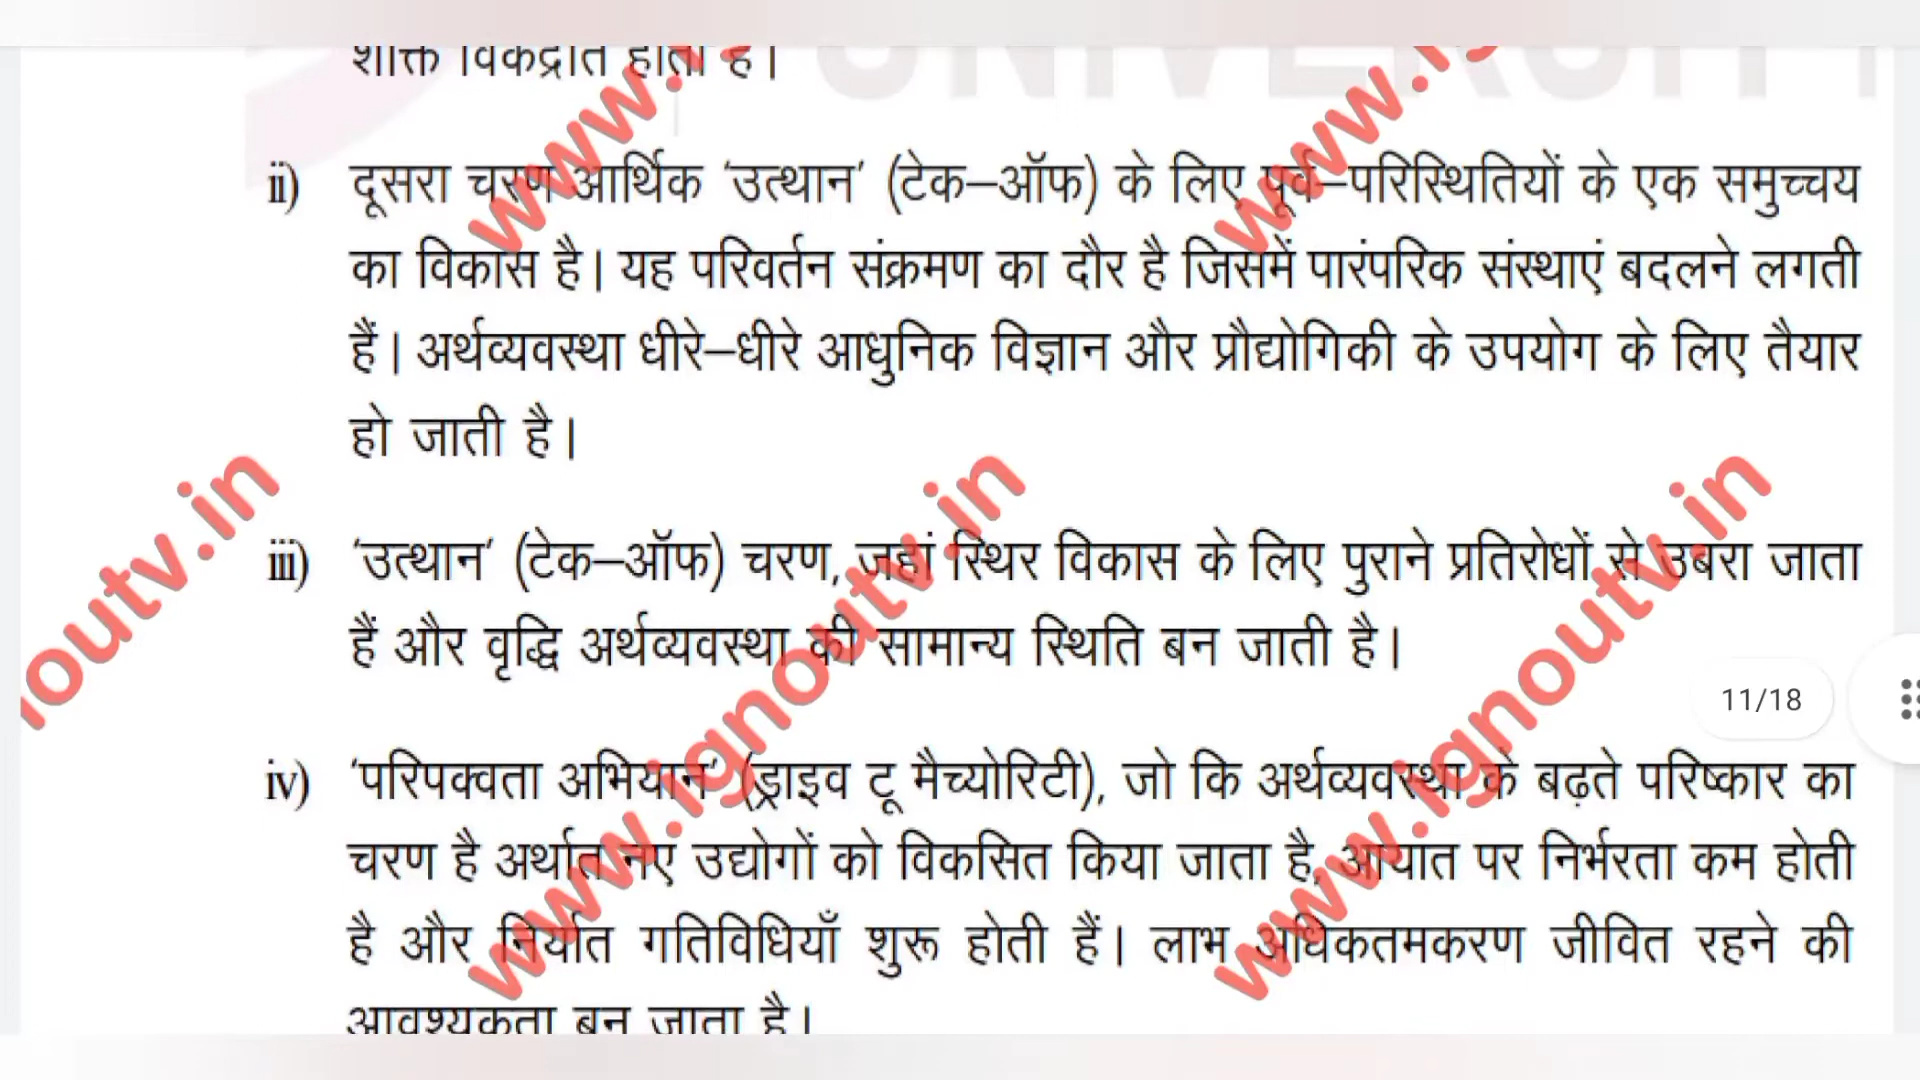 शक्ति विकेंद्रीत होती है।
UNIVERSITY
ii) दूसरा चरण आर्थिक ‘उत्थान’ (टेक–ऑफ) के लिए पूर्व–परिस्थितियों के एक समुच्चय
का विकास है। यह परिवर्तन संक्रमण का दौर है जिसमें पारंपरिक संस्थाएं बदलने लगती
हैं। अर्थव्यवस्था धीरे–धीरे आधुनिक विज्ञान और प्रौद्योगिकी के उपयोग के लिए तैयार
हो जाती है।
iii) ‘उत्थान’ (टेक–ऑफ) चरण, जहां स्थिर विकास के लिए पुराने प्रतिरोधों से उबरा जाता
हैं और वृद्धि अर्थव्यवस्था की सामान्य स्थिति बन जाती है।
11/18
iv) ‘परिपक्वता अभियान’ (ड्राइव टू मैच्योरिटी), जो कि अर्थव्यवस्था के बढ़ते परिष्कार का
चरण है अर्थात नए उद्योगों को विकसित किया जाता है, आयात पर निर्भरता कम होती
है और निर्यात गतिविधियाँ शुरू होती हैं। लाभ अधिकतमकरण जीवित रहने की
आवश्यकता बन जाता है।
www.ignoutv.in
www.ignoutv.in
noutv.in